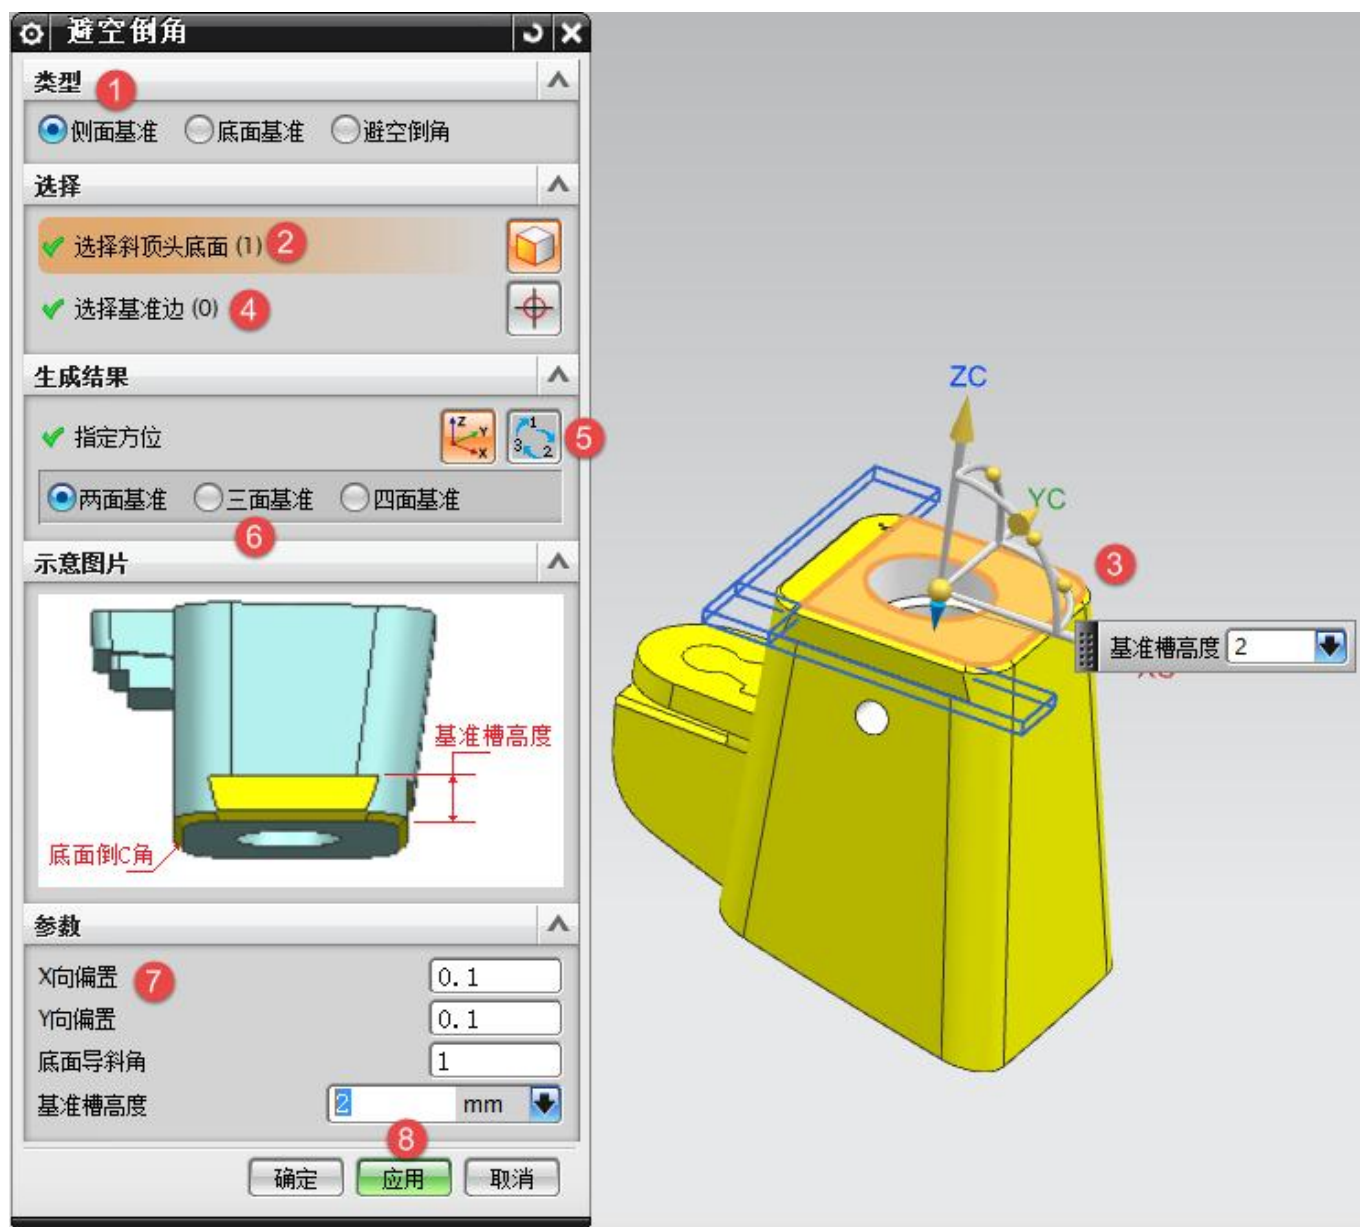 避空倒角
类型 1
侧面基准 底面基准 避空倒角
选择
选择斜顶头底面 (1) 2
选择基准边 (0) 4
生成结果
指定方位 Z Y X 1 2 3 5
两面基准 三面基准 四面基准
6
示意图片
基准槽高度
底面倒C角
参数
X向偏置 7 0.1
Y向偏置 0.1
底面导斜角 1
基准槽高度 2 mm
8
确定 应用 取消
ZC
YC
3
基准槽高度 2